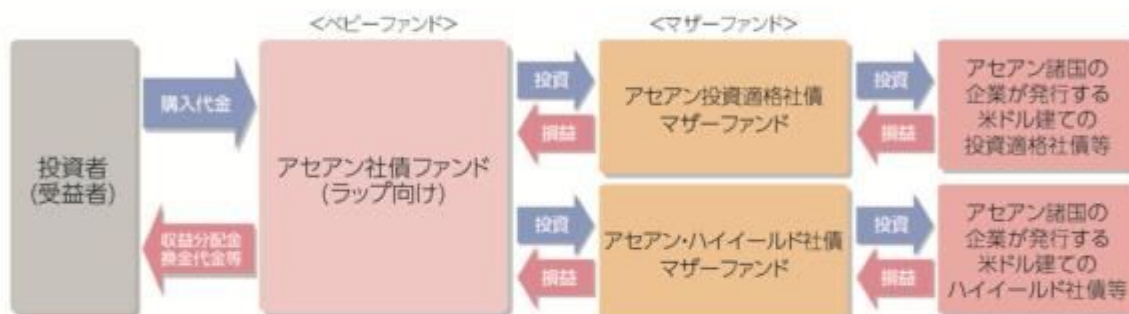 <ベビーファンド>
<マザーファンド>
投資者
(受益者)
購入代金
収益分配金
換金代金等
アセアン社債ファンド
(ラップ向け)
投資
損益
アセアン投資適格社債
マザーファンド
投資
損益
アセアン諸国の
企業が発行する
米ドル建ての
投資適格社債等
投資
損益
アセアン・ハイイールド社債
マザーファンド
投資
損益
アセアン諸国の
企業が発行する
米ドル建ての
ハイイールド社債等